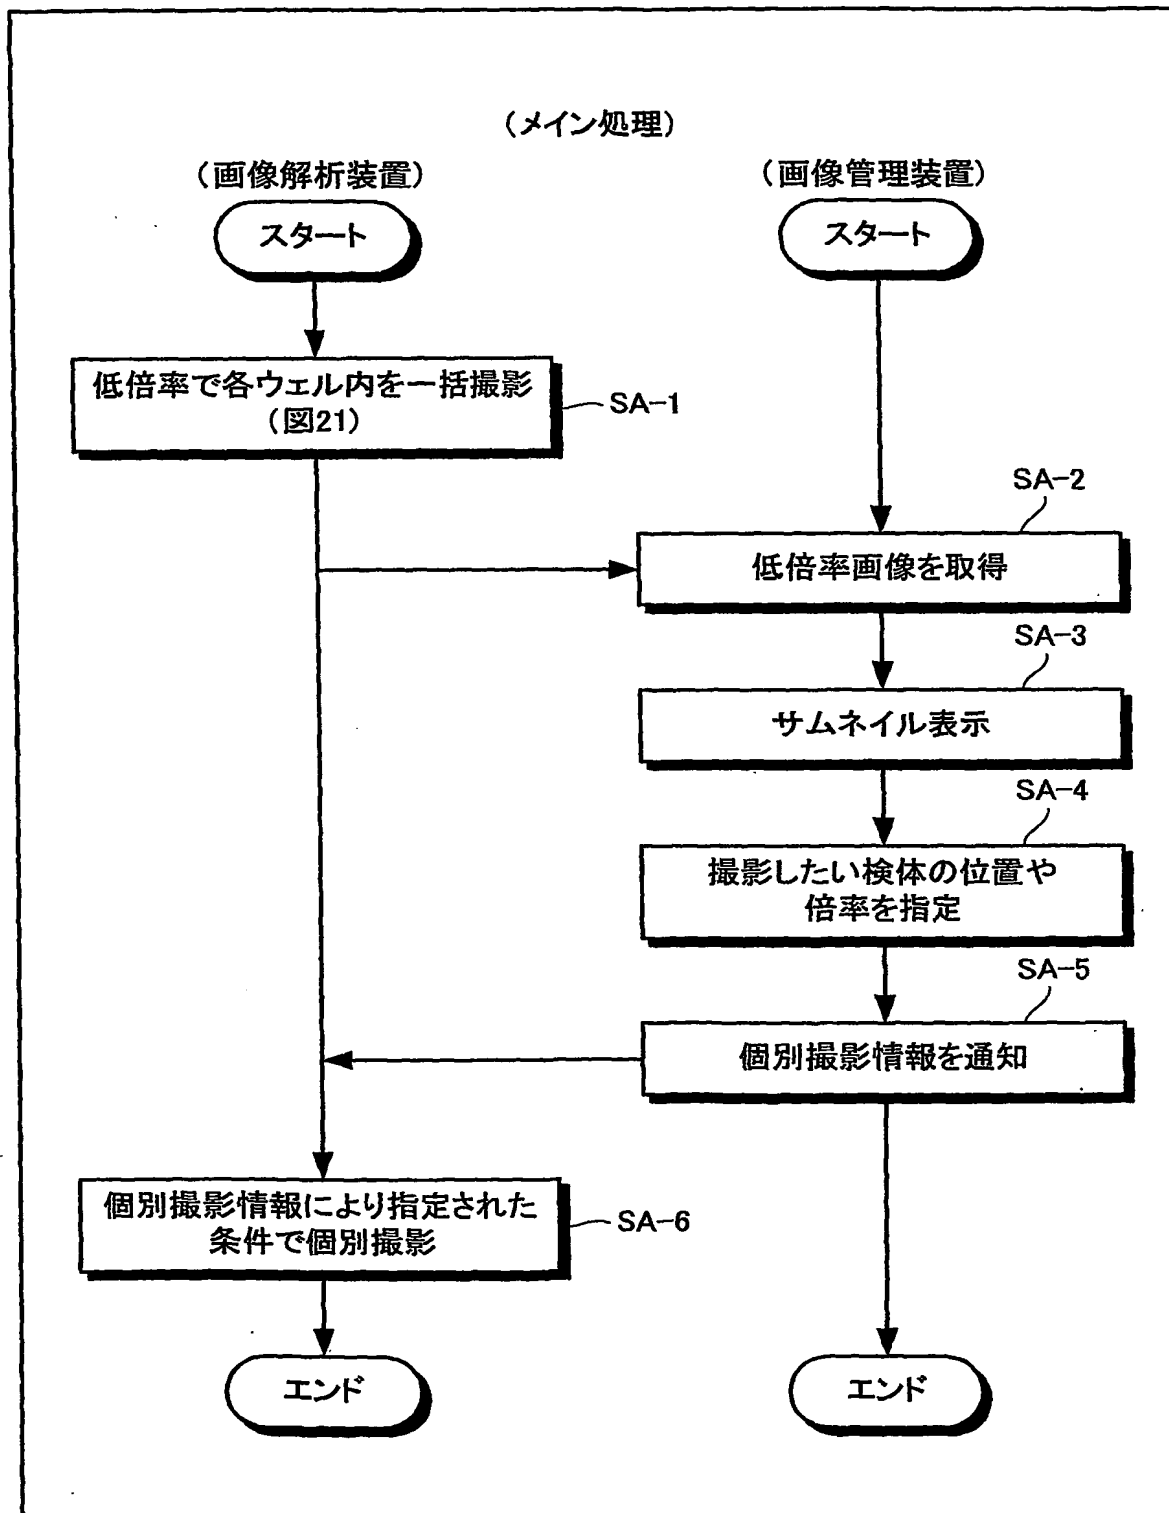 (メイン処理)
(画像解析装置)
(画像管理装置)
スタート
スタート
低倍率で各ウェル内を一括撮影
(図21)
SA-1
SA-2
低倍率画像を取得
SA-3
サムネイル表示
SA-4
撮影したい検体の位置や
倍率を指定
SA-5
個別撮影情報を通知
個別撮影情報により指定された
条件で個別撮影
SA-6
エンド
エンド